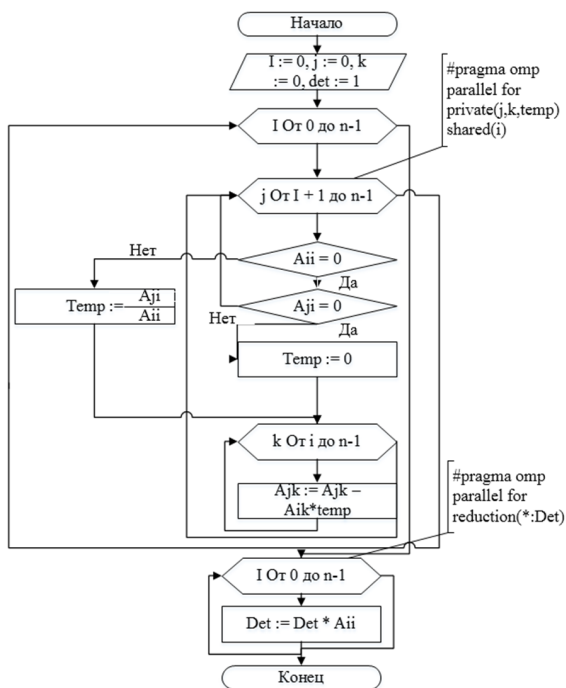 Начало
I := 0, j := 0, k
:= 0, det := 1
#pragma omp
parallel for
private(j,k,temp)
shared(i)
I От 0 до n-1
j От I + 1 до n-1
Нет
Aii = 0
Да
Temp :=
Aji
Aii
Aji = 0
Нет
Да
Temp := 0
k От i до n-1
Ajk := Ajk –
Aik*temp
#pragma omp
parallel for
reduction(*:Det)
I От 0 до n-1
Det := Det * Aii
Конец